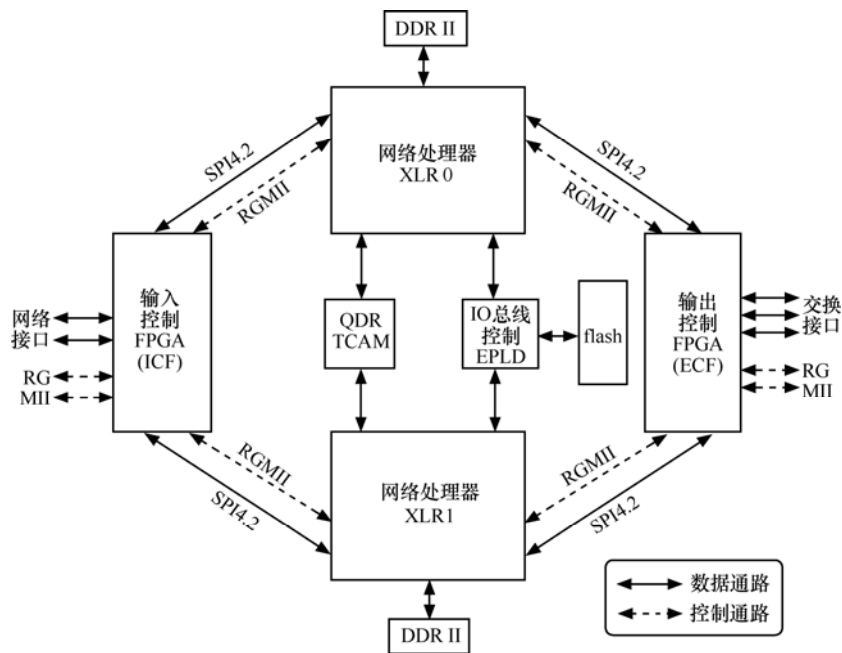 DDR II
网络处理器
XLR 0
SPI4.2
RGMII
SPI4.2
RGMII
输入
控制
FPGA
(ICF)
网络
接口
RG
MII
QDR
TCAM
IO总线
控制
EPLD
flash
输出
控制
FPGA
(ECF)
交换
接口
RG
MII
RGMII
SPI4.2
网络处理器
XLR1
RGMII
SPI4.2
DDR II
数据通路
控制通路